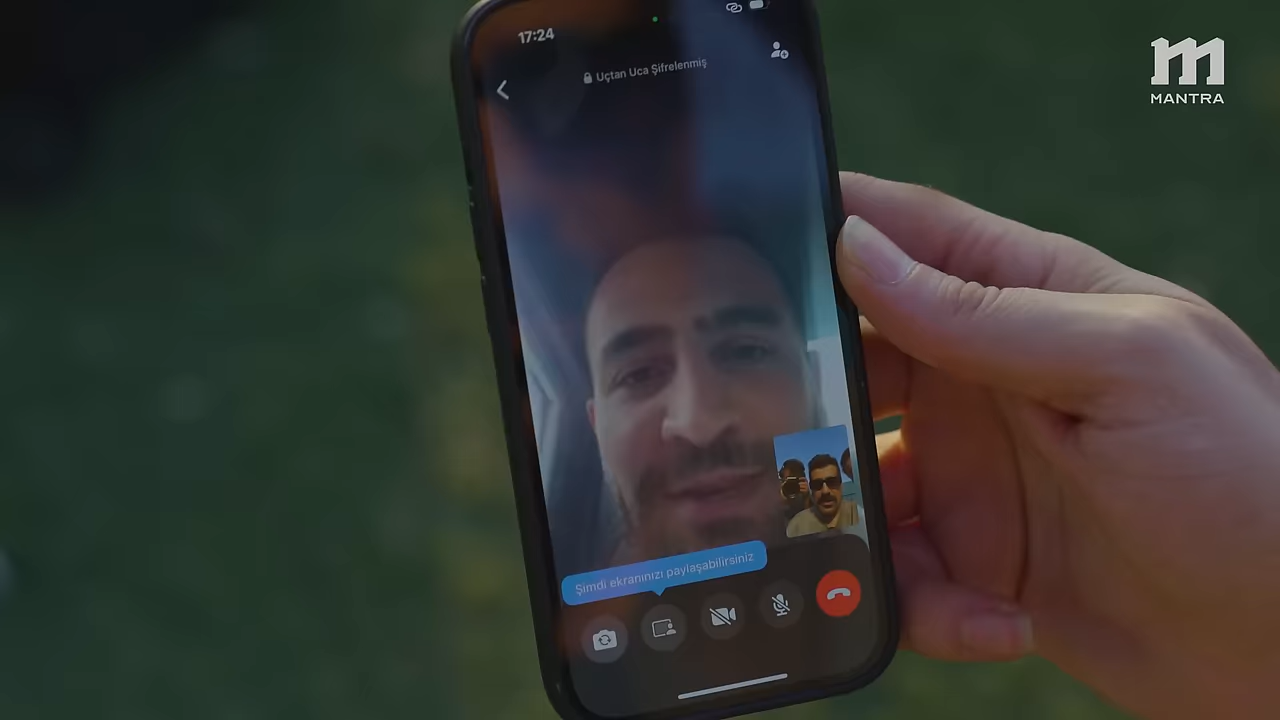 17:24
Uçtan Uca Şifrelenmiş
MANTRA
Şimdi ekranınızı paylaşabilirsiniz